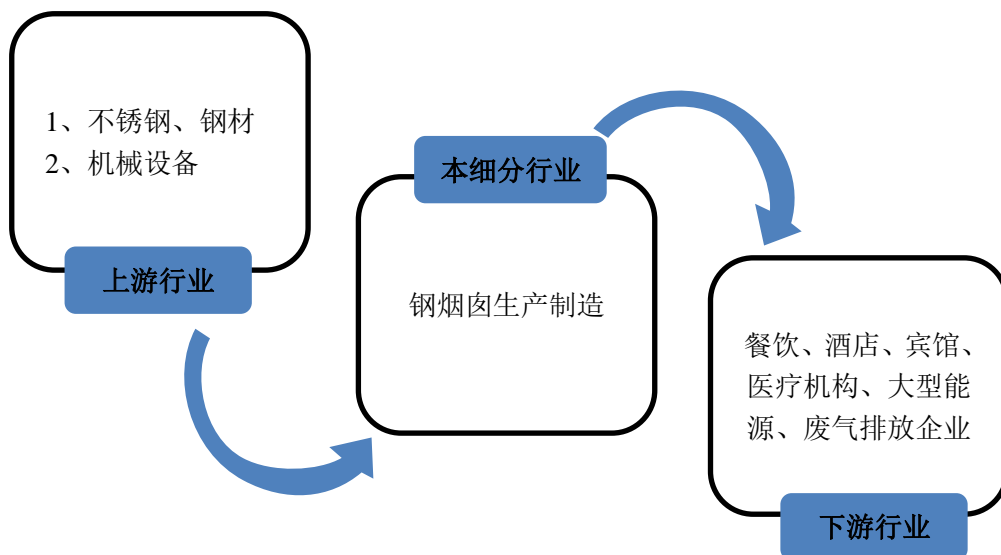 1、不锈钢、钢材
2、机械设备
上游行业
本细分行业
钢烟囱生产制造
餐饮、酒店、宾馆、
医疗机构、大型能
源、废气排放企业
下游行业